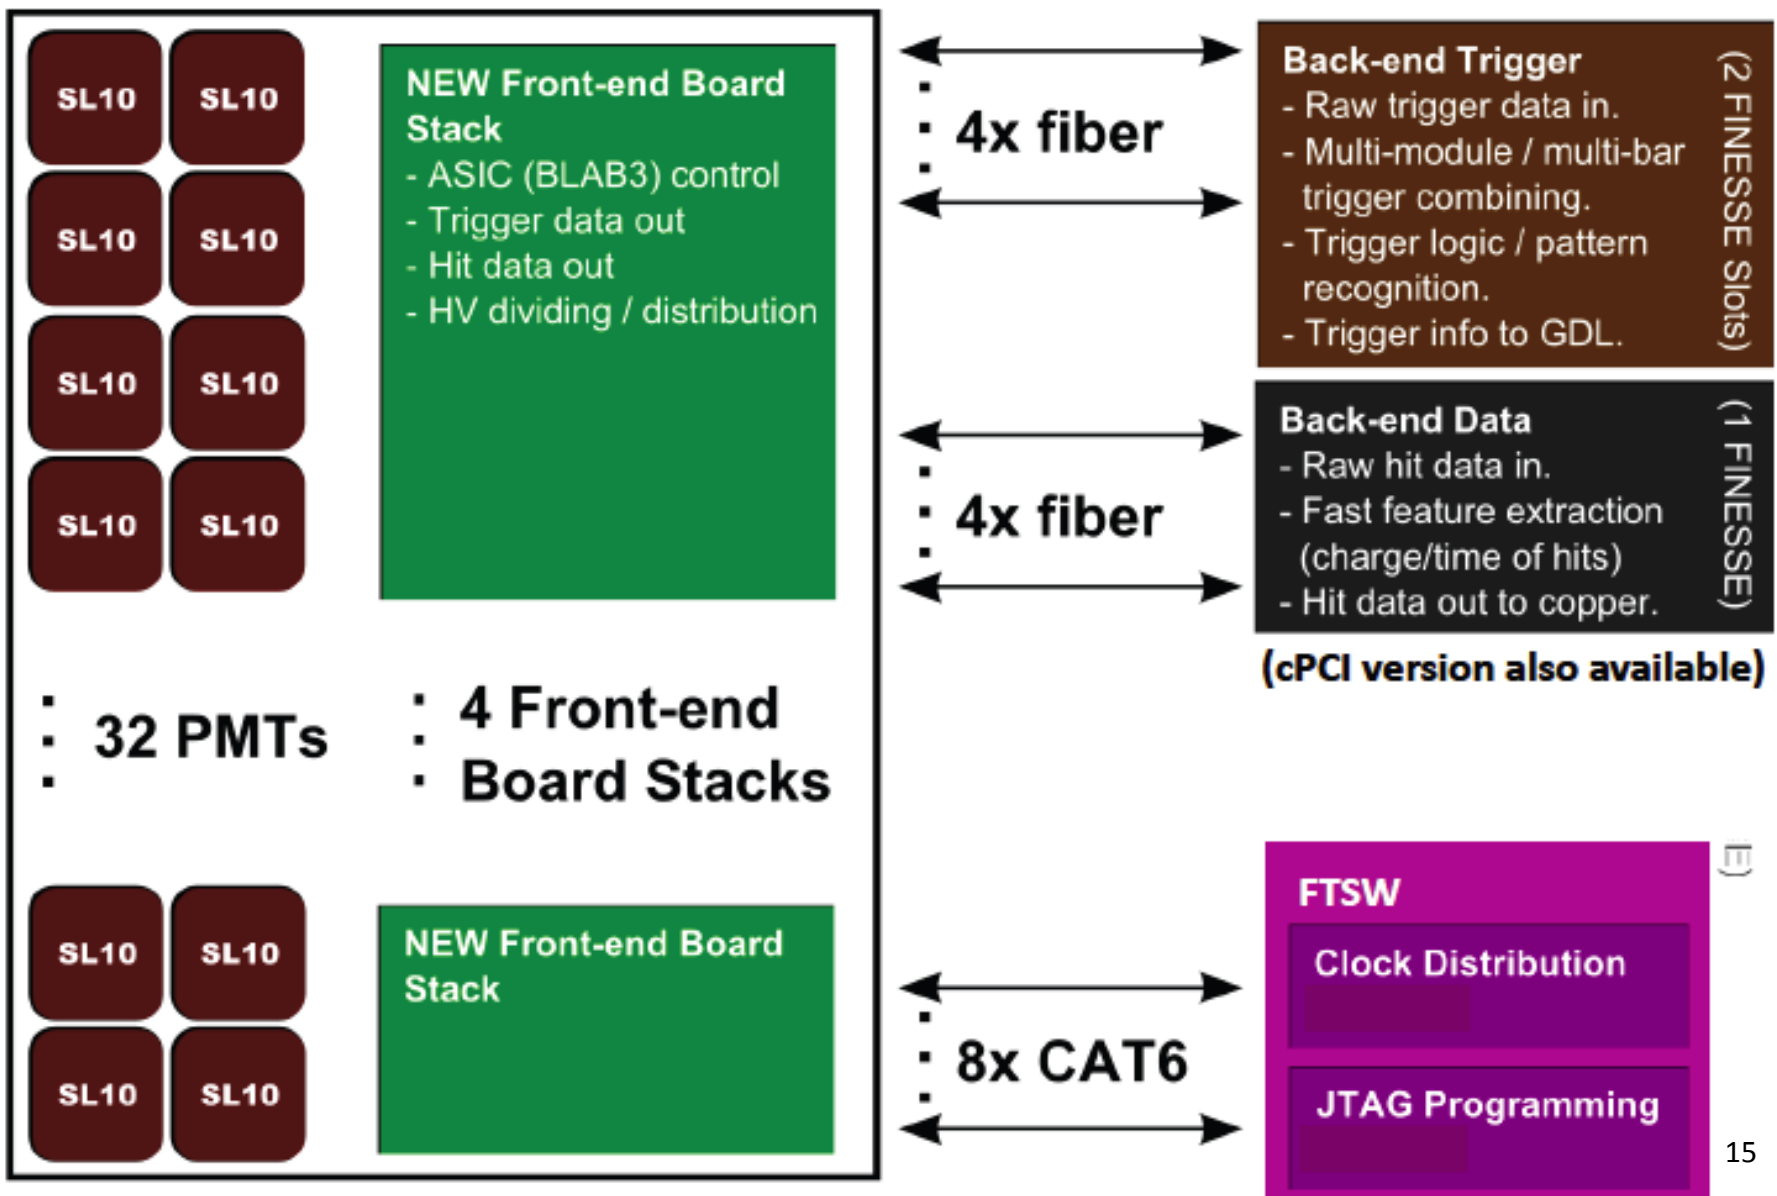 SL10 SL10
SL10 SL10
SL10 SL10
SL10 SL10
NEW Front-end Board
Stack
- ASIC (BLAB3) control
- Trigger data out
- Hit data out
- HV dividing / distribution
4x fiber
Back-end Trigger
- Raw trigger data in.
- Multi-module / multi-bar
trigger combining.
- Trigger logic / pattern
recognition.
- Trigger info to GDL.
(2 FINESSE Slots)
4x fiber
Back-end Data
- Raw hit data in.
- Fast feature extraction
(charge/time of hits)
- Hit data out to copper.
(1 FINESSE)
(cPCI version also available)
32 PMTs
4 Front-end
Board Stacks
SL10 SL10
SL10 SL10
NEW Front-end Board
Stack
8x CAT6
FTSW
Clock Distribution
JTAG Programming
E)
15